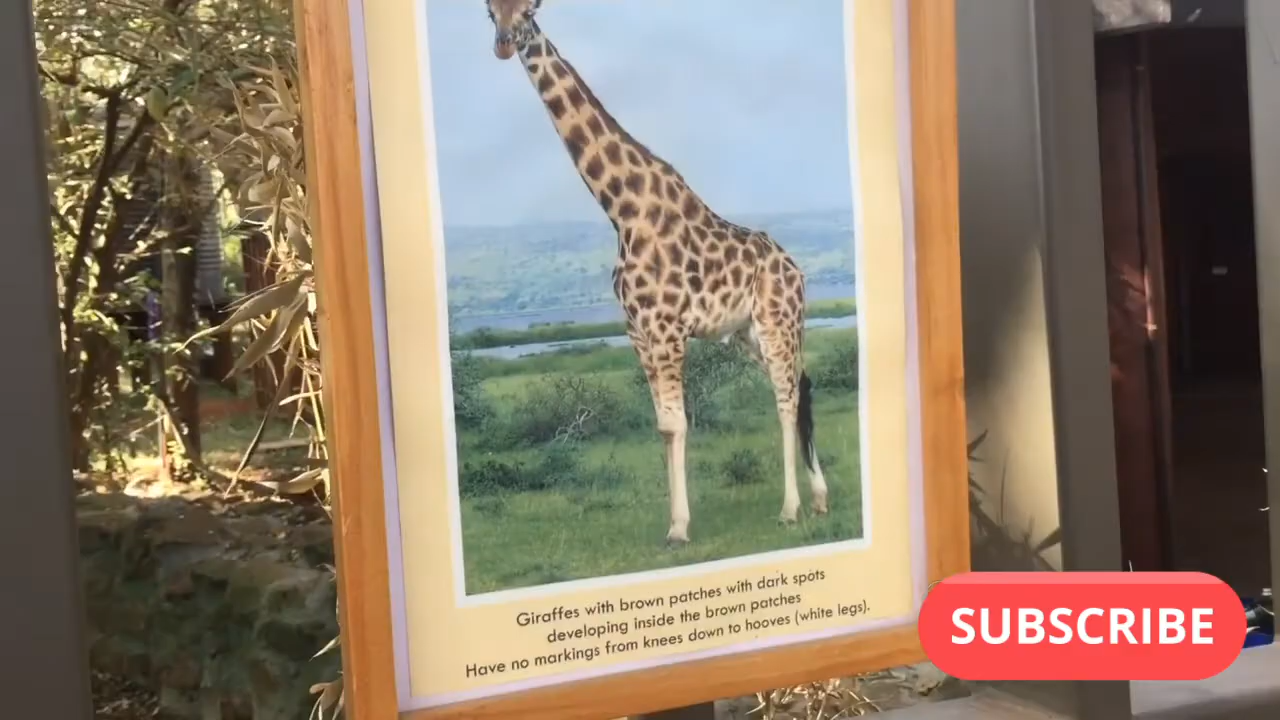 Giraffes with brown patches with dark spots
developing inside the brown patches
Have no markings from knees down to hooves (white legs).
SUBSCRIBE